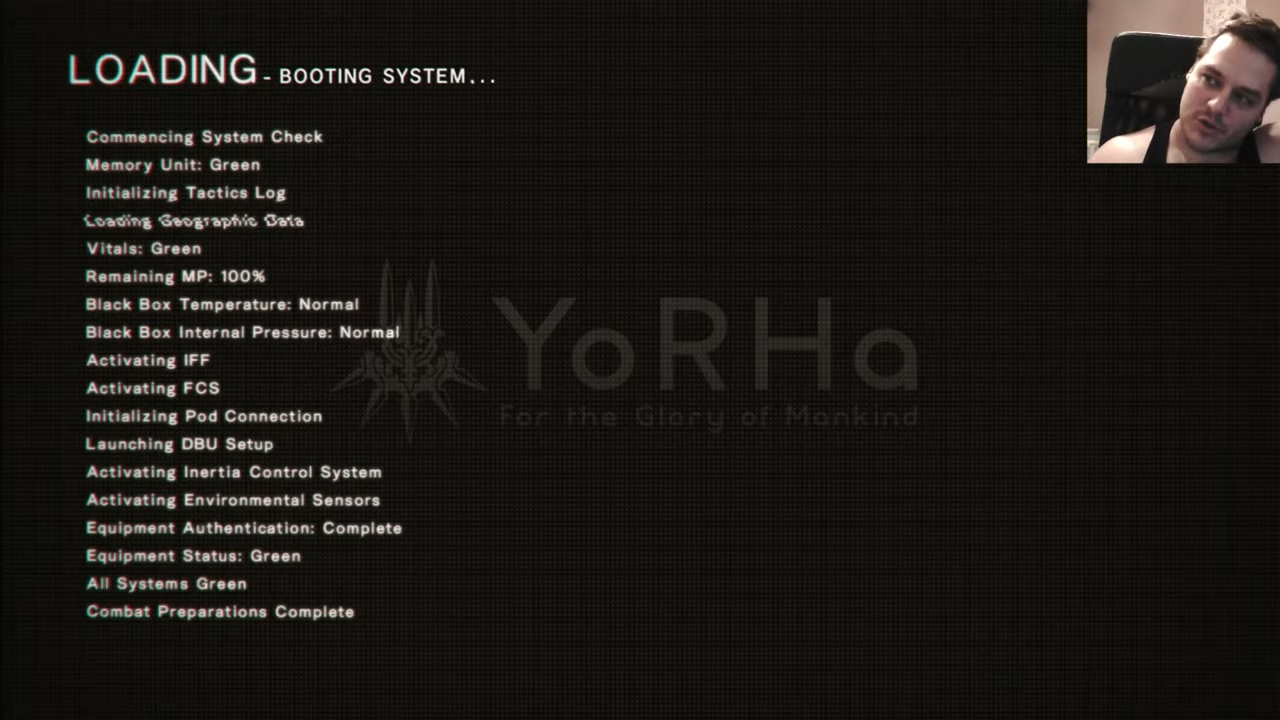 LOADING - BOOTING SYSTEM...
Commencing System Check
Memory Unit: Green
Initializing Tactics Log
Loading Geographic Data
Vitals: Green
Remaining MP: 100%
Black Box Temperature: Normal
Black Box Internal Pressure: Normal
Activating IFF
Activating FCS
Initializing Pod Connection
Launching DBU Setup
Activating Inertia Control System
Activating Environmental Sensors
Equipment Authentication: Complete
Equipment Status: Green
All Systems Green
Combat Preparations Complete
YoRHa
For the Glory of Mankind